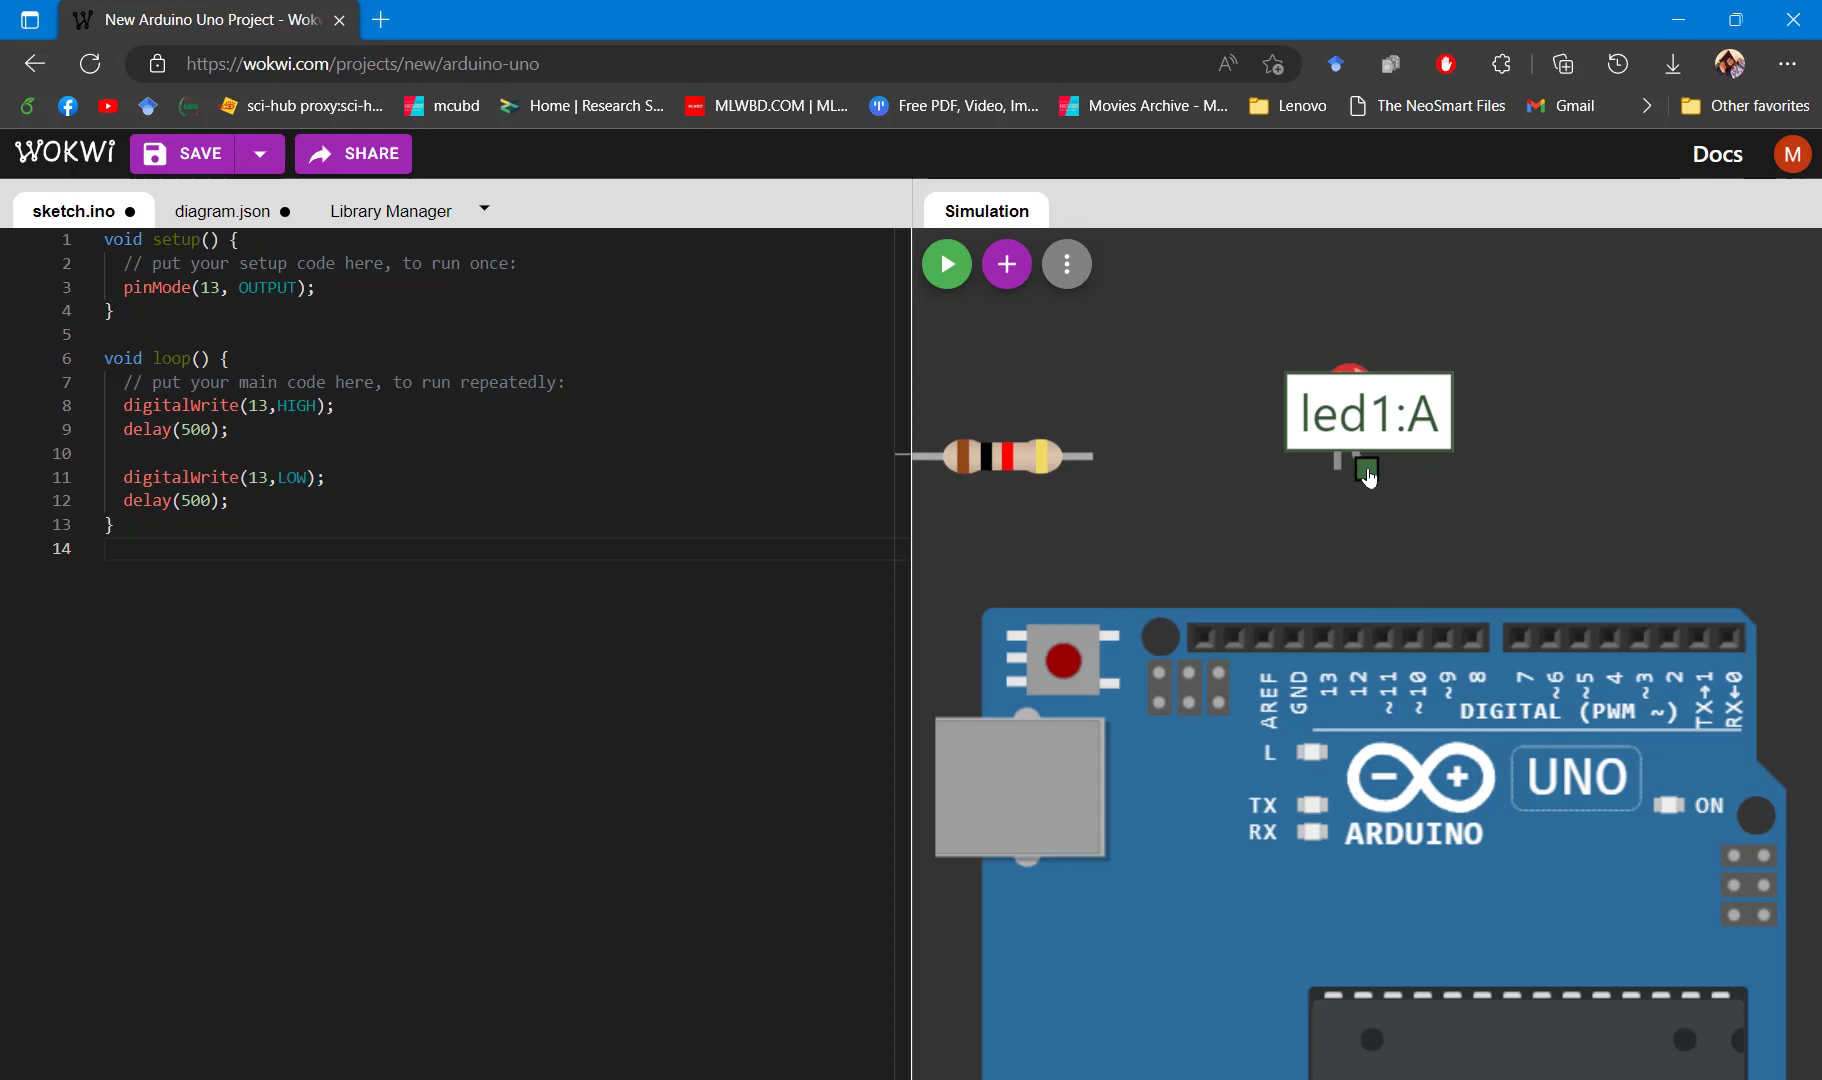 New Arduino Uno Project - Wok
https://wokwi.com/projects/new/arduino-uno
sci-hub proxy:sci-h...
mcubd
Home | Research S...
MLWBD.COM | ML...
Free PDF, Video, Im...
Movies Archive - M...
Lenovo
The NeoSmart Files
Gmail
Other favorites
WOKWi
SAVE
SHARE
Docs
M
sketch.ino
diagram.json
Library Manager
Simulation
1 void setup() {
2 // put your setup code here, to run once:
3 pinMode(13, OUTPUT);
4 }
5
6 void loop() {
7 // put your main code here, to run repeatedly:
8 digitalWrite(13,HIGH);
9 delay(500);
10
11 digitalWrite(13,LOW);
12 delay(500);
13 }
14
led1:A
AREF GND 13 12 ~11 ~10 ~9 8 7 ~6 ~5 4 ~3 2 TX→1 RX←0
DIGITAL (PWM ~)
L
UNO
TX
ON
RX
ARDUINO